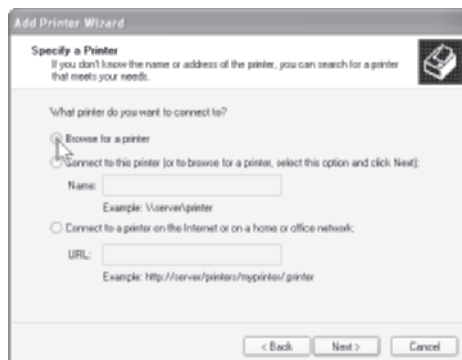 Add Printer Wizard
Specify a Printer
If you don't know the name or address of the printer, you can search for a printer
that meets your needs.
What printer do you want to connect to?
Browse for a printer
Connect to this printer (or to browse for a printer, select this option and click Next):
Name:
Example: \\server\printer
Connect to a printer on the Internet or on a home or office network:
URL:
Example: http://server/printers/myprinter/.printer
< Back
Next >
Cancel